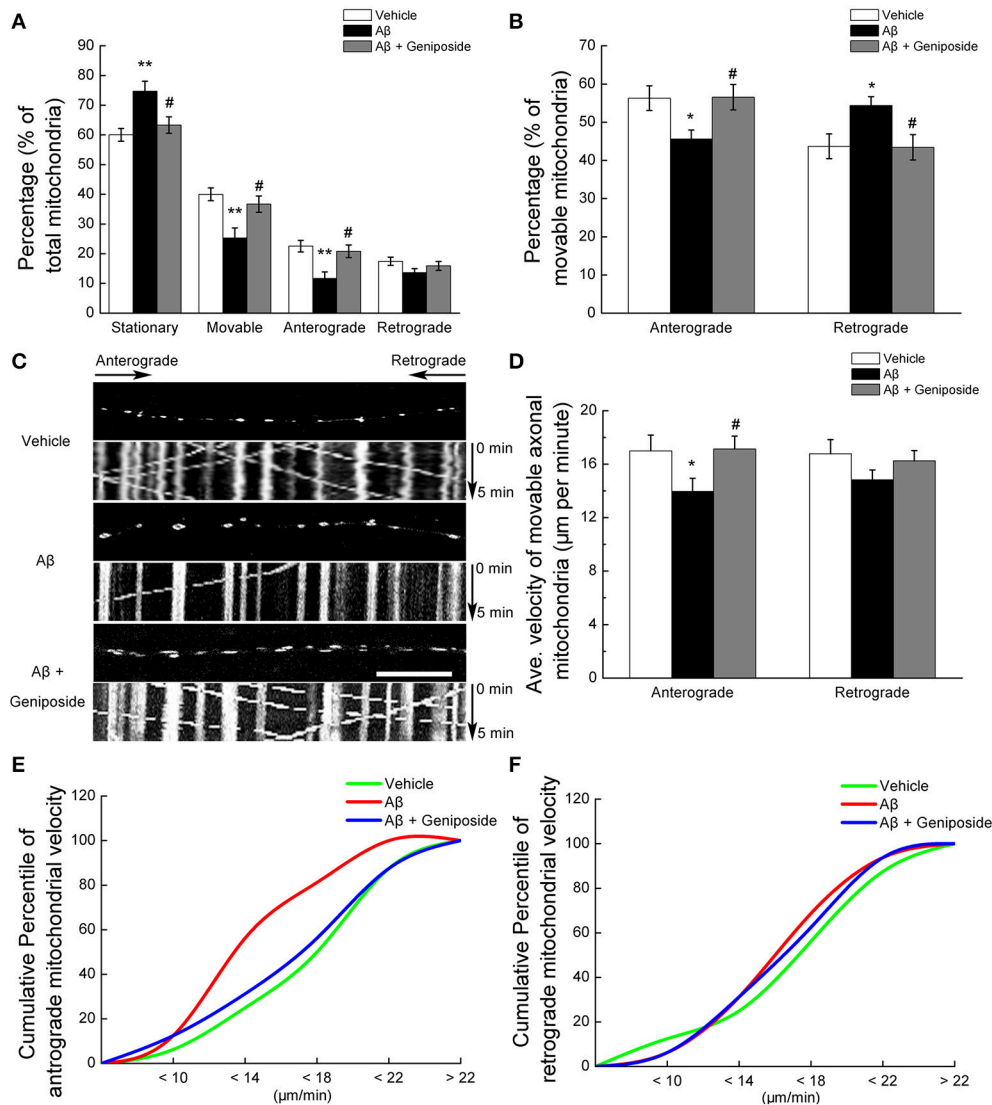 A
Vehicle
Aβ
Aβ + Geniposide
Percentage (% of
total mitochondria)
90
80
70
60
50
40
30
20
10
0
**
#
**
#
**
#
Stationary
Movable
Anterograde
Retrograde
B
Vehicle
Aβ
Aβ + Geniposide
Percentage (% of
movable mitochondria)
70
60
50
40
30
20
10
0
*
#
*
#
Anterograde
Retrograde
C
Anterograde
Retrograde
Vehicle
0 min
5 min
Aβ
0 min
5 min
Aβ +
Geniposide
0 min
5 min
D
Vehicle
Aβ
Aβ + Geniposide
Ave. velocity of movable axonal
mitochondria (µm per minute)
20
18
16
14
12
10
8
6
4
2
0
*
#
Anterograde
Retrograde
E
Vehicle
Aβ
Aβ + Geniposide
Cumulative Percentile of
antrograde mitochondrial velocity
120
100
80
60
40
20
0
< 10
< 14
< 18
< 22
> 22
(µm/min)
F
Vehicle
Aβ
Aβ + Geniposide
Cumulative Percentile of
retrograde mitochondrial velocity
120
100
80
60
40
20
0
< 10
< 14
< 18
< 22
> 22
(µm/min)